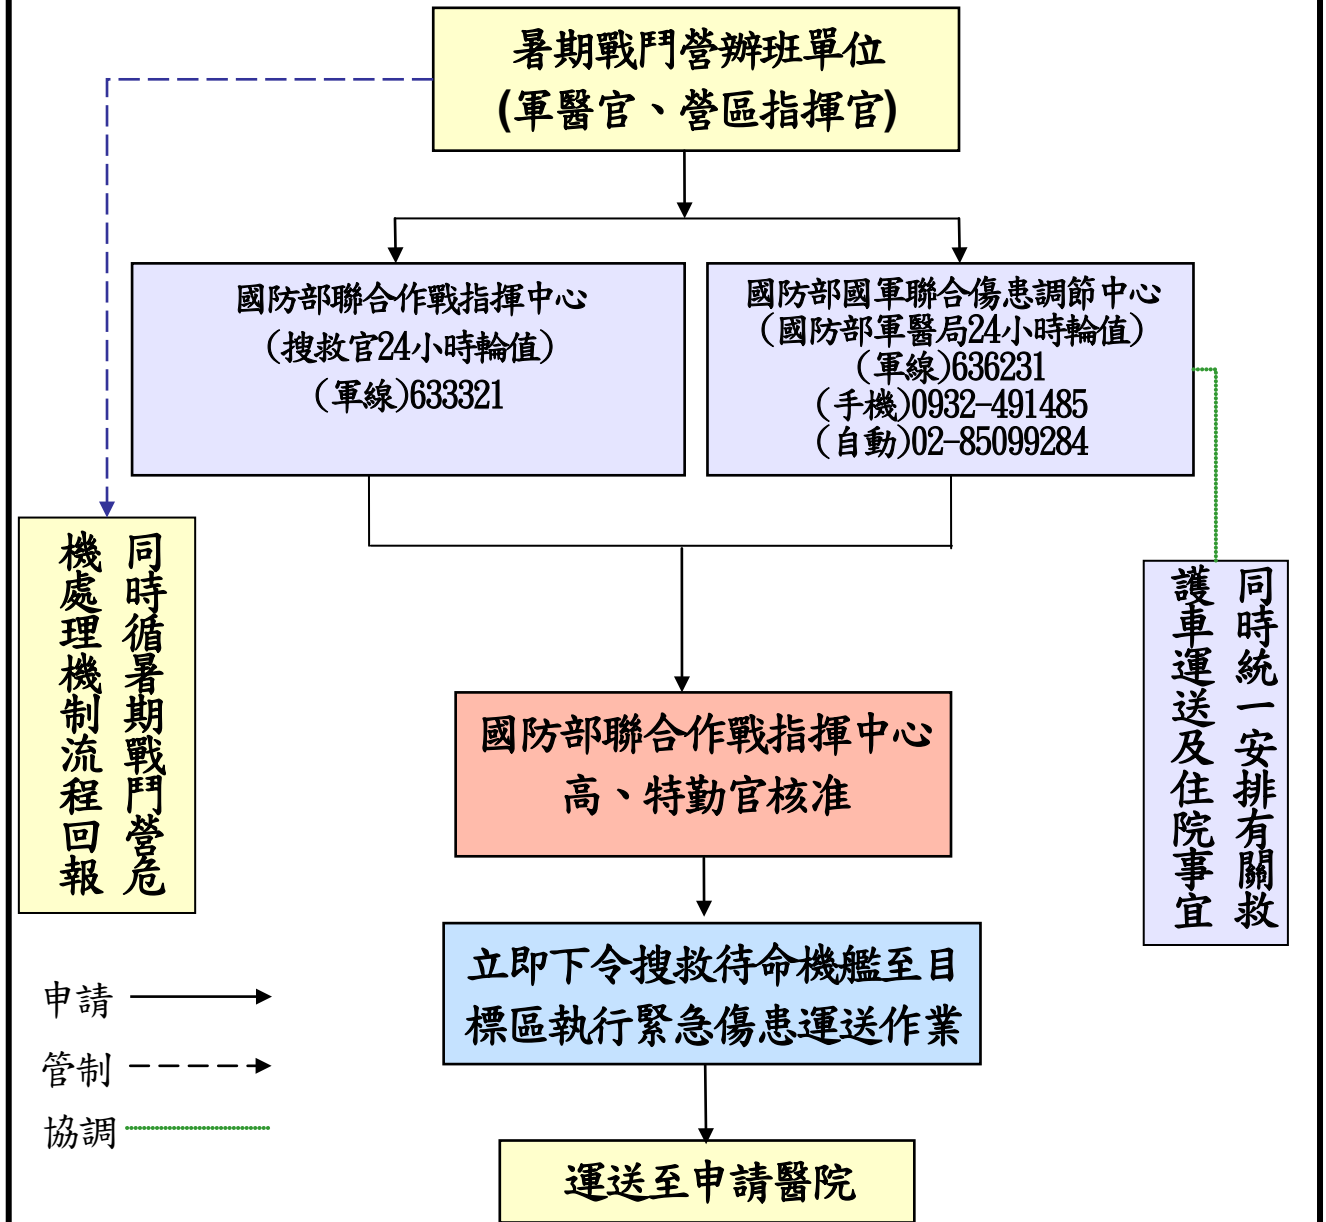 暑期戰鬥營辦班單位
(軍醫官、營區指揮官)
國防部聯合作戰指揮中心
(搜救官24小時輪值)
(軍線)633321
國防部國軍聯合傷患調節中心
(國防部軍醫局24小時輪值)
(軍線)636231
(手機)0932-491485
(自動)02-85099284
同時循暑期戰鬥營危
機處理機制流程回報
同時統一安排有關救
護車運送及住院事宜
國防部聯合作戰指揮中心
高、特勤官核准
立即下令搜救待命機艦至目
標區執行緊急傷患運送作業
申請
管制
協調
運送至申請醫院